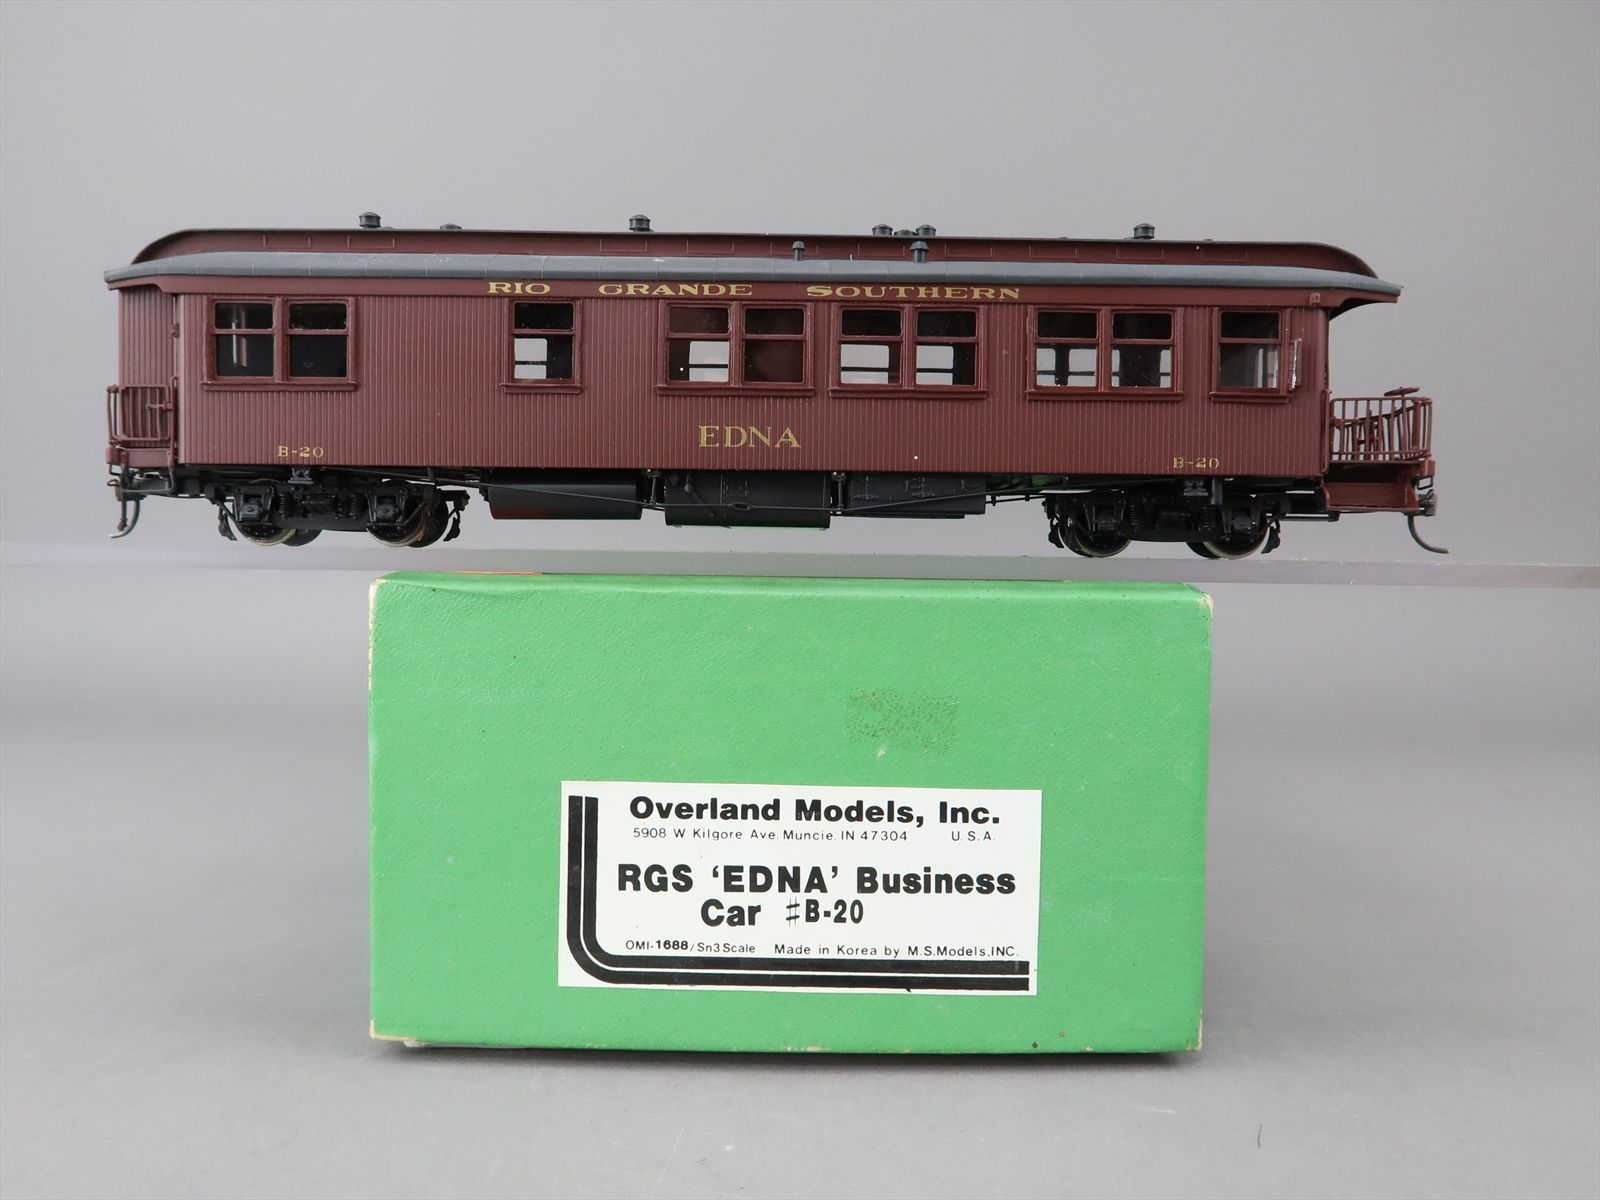 RIO GRANDE SOUTHERN
EDNA
B-20 B-20
Overland Models, Inc.
5908 W Kilgore Ave. Muncie. IN 47304 U.S.A.
RGS ‘EDNA’ Business
Car #B-20
OMI-1688/Sn3 Scale Made in Korea by M.S.Models,INC.